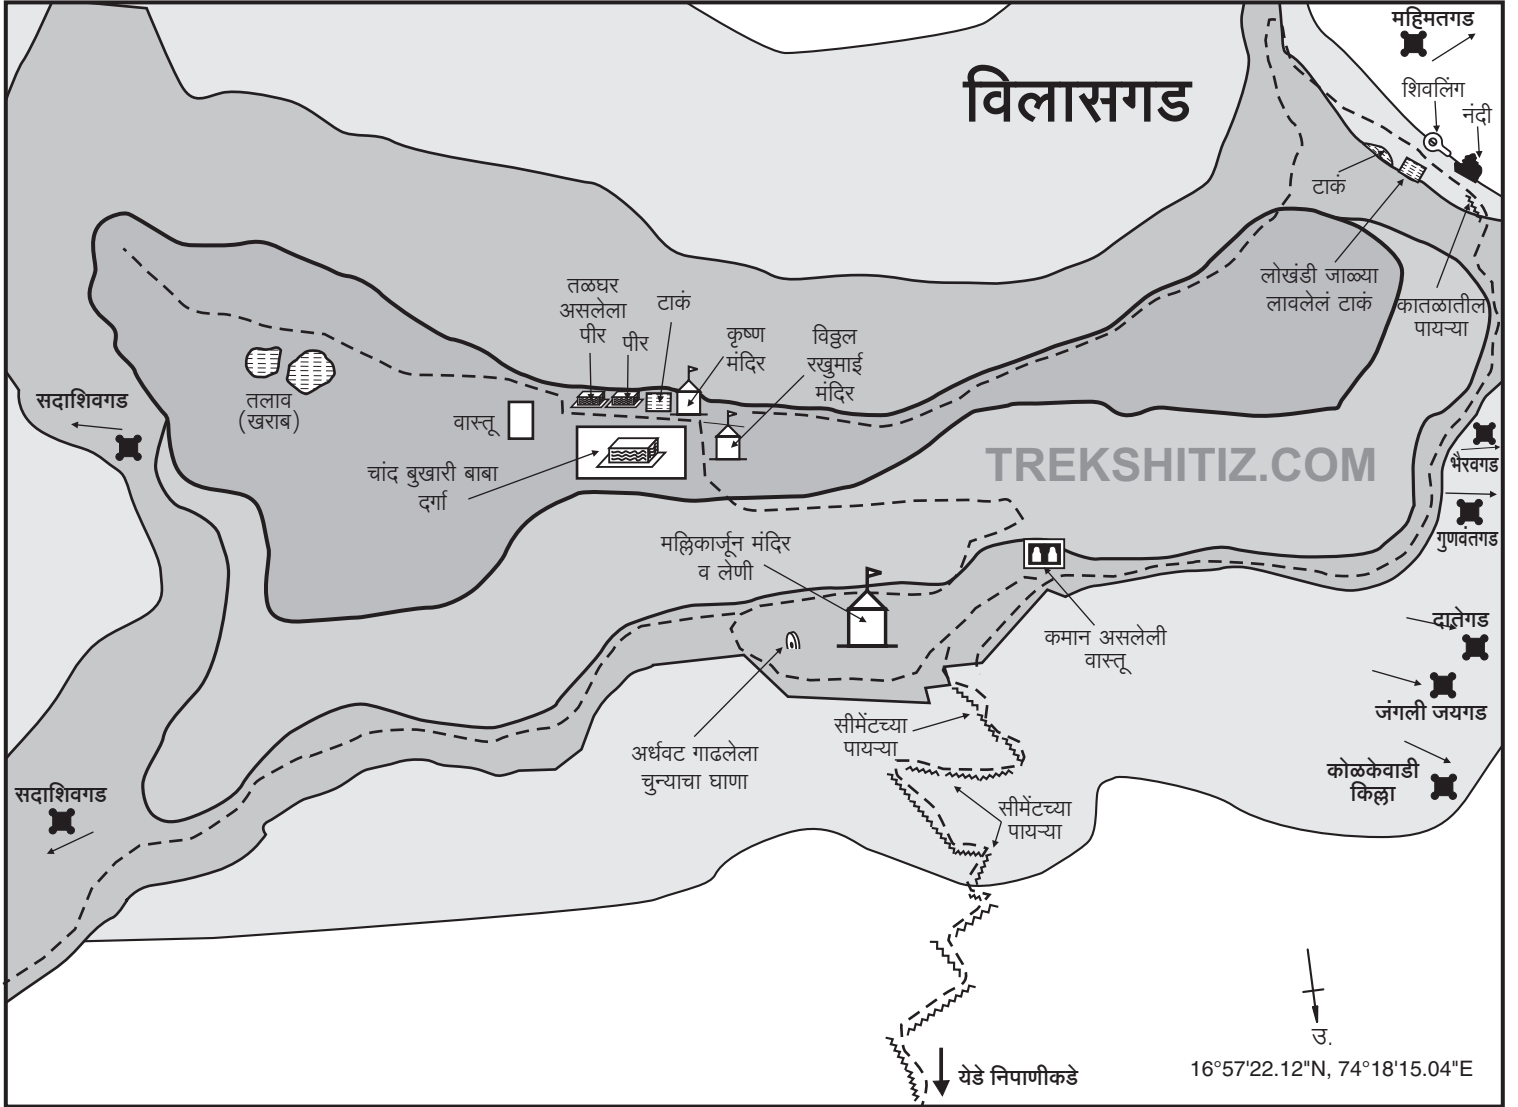 विलासगड
महिमतगड
शिवलिंग
नंदी
टाकं
लोखंडी जाळ्या
लावलेलं टाकं
कातळातील
पायऱ्या
तळघर
असलेला
पीर
पीर
टाकं
कृष्ण
मंदिर
विठ्ठल
रखुमाई
मंदिर
तलाव
(खराब)
सदाशिवगड
वास्तू
चांद बुखारी बाबा
दर्गा
TREKSHITIZ.COM
भैरवगड
गुणवंतगड
मल्लिकार्जून मंदिर
व लेणी
कमान असलेली
वास्तू
दातेगड
जंगली जयगड
सीमेंटच्या
पायऱ्या
अर्धवट गाढलेला
चुन्याचा घाणा
कोळकेवाडी
किल्ला
सदाशिवगड
सीमेंटच्या
पायऱ्या
उ.
16°57'22.12"N, 74°18'15.04"E
येडे निपाणीकडे